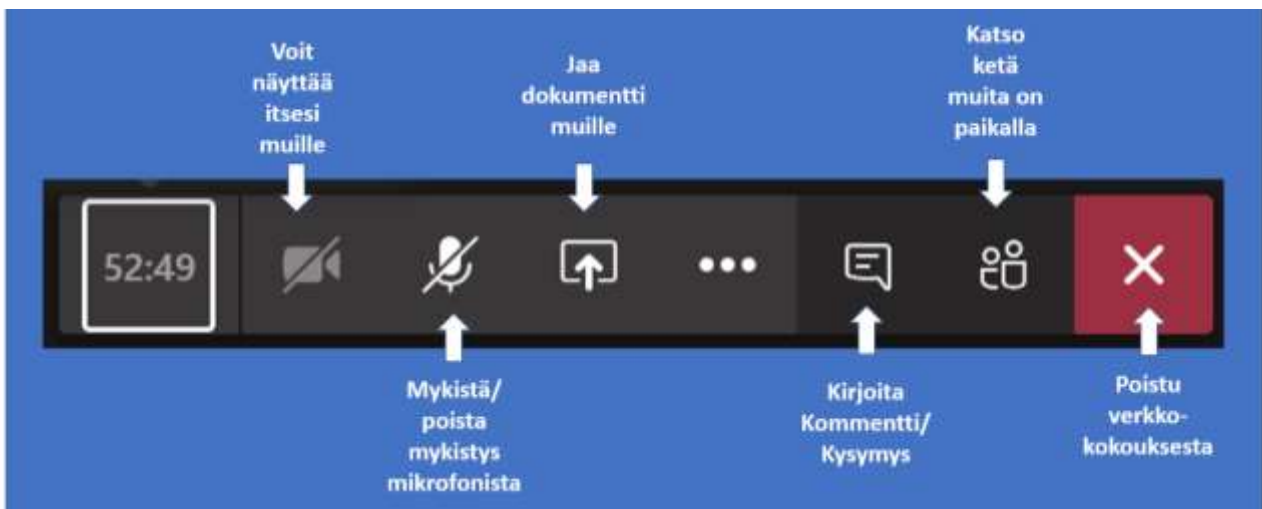 Voit
näyttää
itsesi
muille
Jaa
dokumentti
muille
Katso
ketä
muita on
paikalla
52:49
Mykistä/
poista
mykistys
mikrofonista
Kirjoita
Kommentti/
Kysymys
Poistu
verkko-
kokouksesta